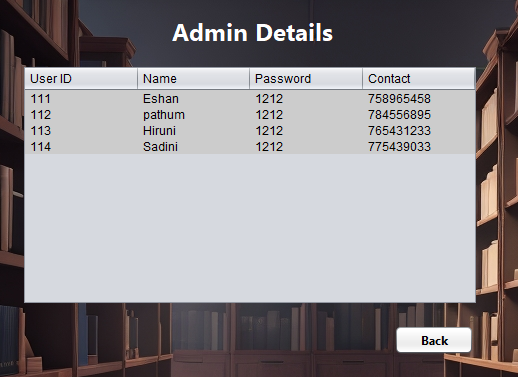 Admin Details
User ID Name Password Contact
111 Eshan 1212 758965458
112 pathum 1212 784556895
113 Hiruni 1212 765431233
114 Sadini 1212 775439033
Back